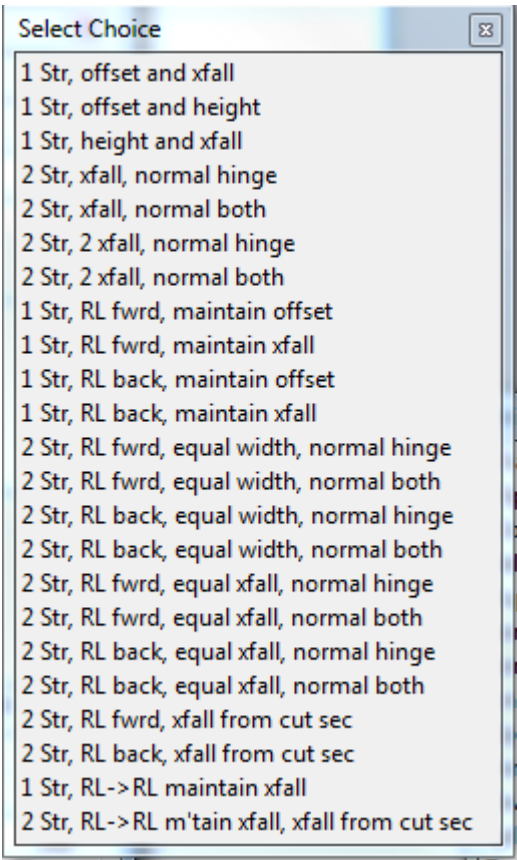 Select Choice
1 Str, offset and xfall
1 Str, offset and height
1 Str, height and xfall
2 Str, xfall, normal hinge
2 Str, xfall, normal both
2 Str, 2 xfall, normal hinge
2 Str, 2 xfall, normal both
1 Str, RL fwrd, maintain offset
1 Str, RL fwrd, maintain xfall
1 Str, RL back, maintain offset
1 Str, RL back, maintain xfall
2 Str, RL fwrd, equal width, normal hinge
2 Str, RL fwrd, equal width, normal both
2 Str, RL back, equal width, normal hinge
2 Str, RL back, equal width, normal both
2 Str, RL fwrd, equal xfall, normal hinge
2 Str, RL fwrd, equal xfall, normal both
2 Str, RL back, equal xfall, normal hinge
2 Str, RL back, equal xfall, normal both
2 Str, RL fwrd, xfall from cut sec
2 Str, RL back, xfall from cut sec
1 Str, RL->RL maintain xfall
2 Str, RL->RL m'tain xfall, xfall from cut sec